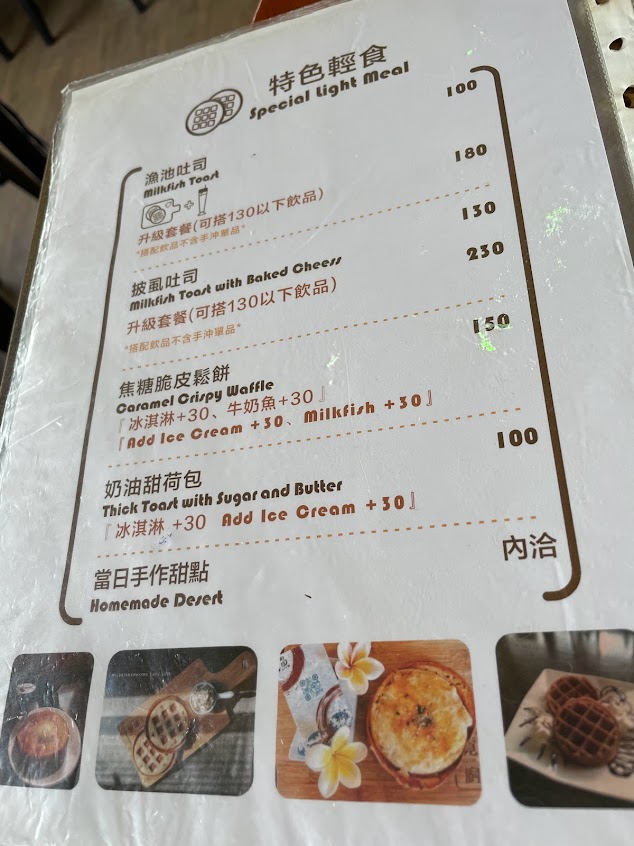 特色輕食
Special Light Meal
漁池吐司 100
Milkfish Toast
+
升級套餐(可搭130以下飲品) 180
*搭配飲品不含手沖單品*
披虱吐司 130
Milkfish Toast with Baked Cheess
升級套餐(可搭130以下飲品) 230
*搭配飲品不含手沖單品*
焦糖脆皮鬆餅 150
Caramel Crispy Waffle
『冰淇淋+30、牛奶魚+30』
『Add Ice Cream +30、Milkfish +30』
奶油甜荷包 100
Thick Toast with Sugar and Butter
『冰淇淋 +30 Add Ice Cream +30』
當日手作甜點 內洽
Homemade Desert